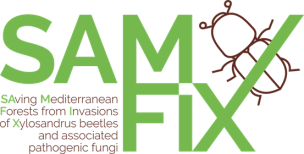 SAM
FiX
SAving Mediterranean
Forests from Invasions
of Xylosandrus beetles
and associated
pathogenic fungi